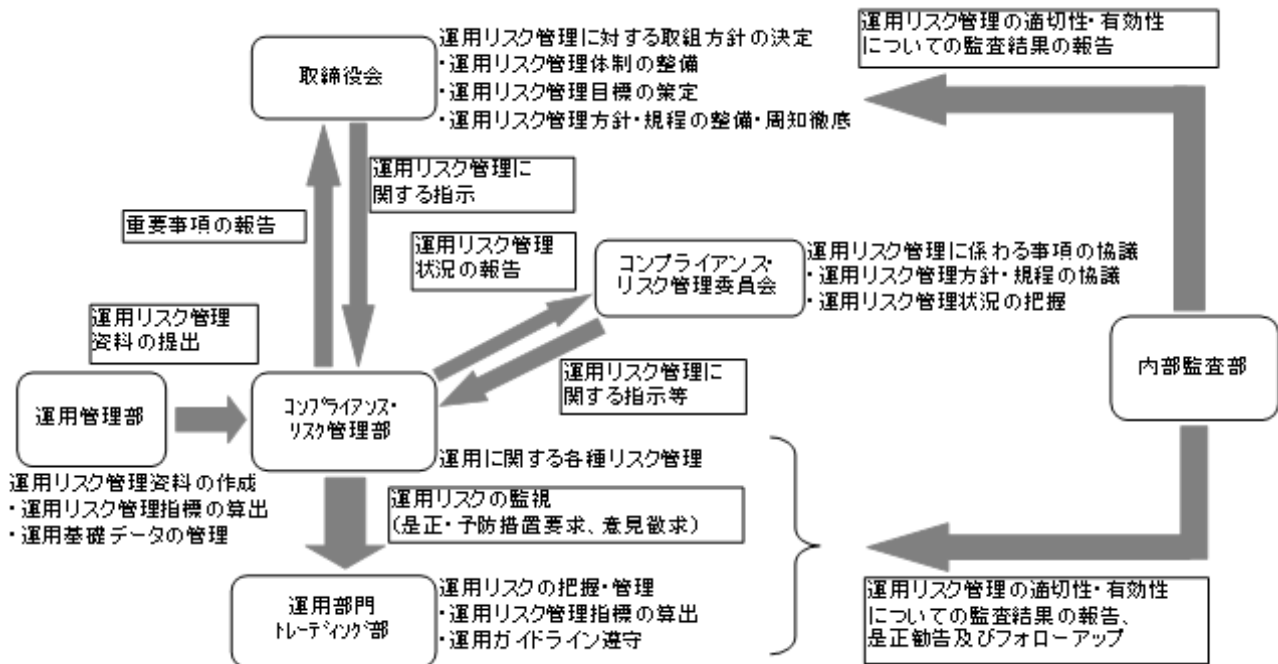 取締役会
運用リスク管理に対する取組方針の決定
・運用リスク管理体制の整備
・運用リスク管理目標の策定
・運用リスク管理方針・規程の整備・周知徹底
運用リスク管理の適切性・有効性
についての監査結果の報告
運用リスク管理に
関する指示
重要事項の報告
運用リスク管理
状況の報告
コンプライアンス・
リスク管理委員会
運用リスク管理に係わる事項の協議
・運用リスク管理方針・規程の協議
・運用リスク管理状況の把握
運用リスク管理
資料の提出
運用リスク管理に
関する指示等
内部監査部
運用管理部
コンプライアンス・
リスク管理部
運用に関する各種リスク管理
運用リスク管理資料の作成
・運用リスク管理指標の算出
・運用基礎データの管理
運用リスクの監視
(是正・予防措置要求、意見徴求)
運用部門
トレーディング部
運用リスクの把握・管理
・運用リスク管理指標の算出
・運用ガイドライン遵守
運用リスク管理の適切性・有効性
についての監査結果の報告、
是正勧告及びフォローアップ